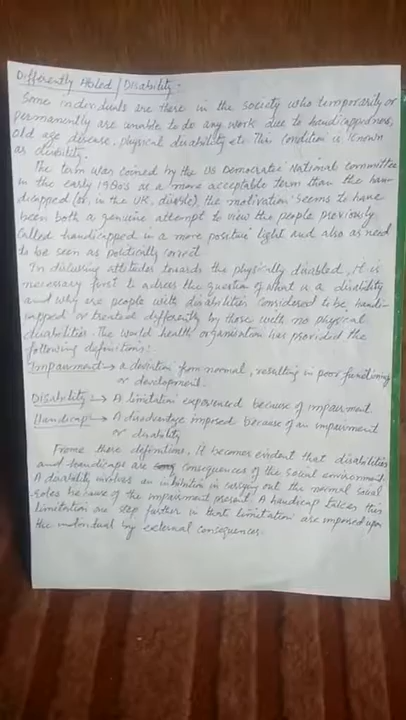 Differently Abled / Disability:
Some individuals are there in the society who temporarity or
permanently are unable to do any work due to handicappedness,
old age disease, physical disability etc. This condition is known
as disability.
The term was coined by the US Democratic National committee
in the early 1980's as a more acceptable term than the han-
dicapped (or, in the UK, disable), the motivation seems to have
been both a genuine attempt to view the people previously
called handicapped in a more positive light and also as need
to be seen as politically correct
In discussing attitudes towards the physically disabled, it is
necessary first to adress the question of what is a disability
and why are people with disabilities considered to be handi-
capped or treated differently by those with no physical
disabilities. The world health organisation has provided the
following definitions:
Impairment → a deviation from normal, resulting in poor functioning
or development.
Disability → A limitation experienced because of impairment.
Handicap → A disadvantage imposed because of an impairment
or disability
From these definitions, it becomes evident that disabilities
and handicaps are consequences of the social environment.
A disability involves an inhibition in carrying out the normal social
roles because of the impairment present. A handicap takes this
limitation one step further in that limitation are imposed upon
the individual by external consequences.